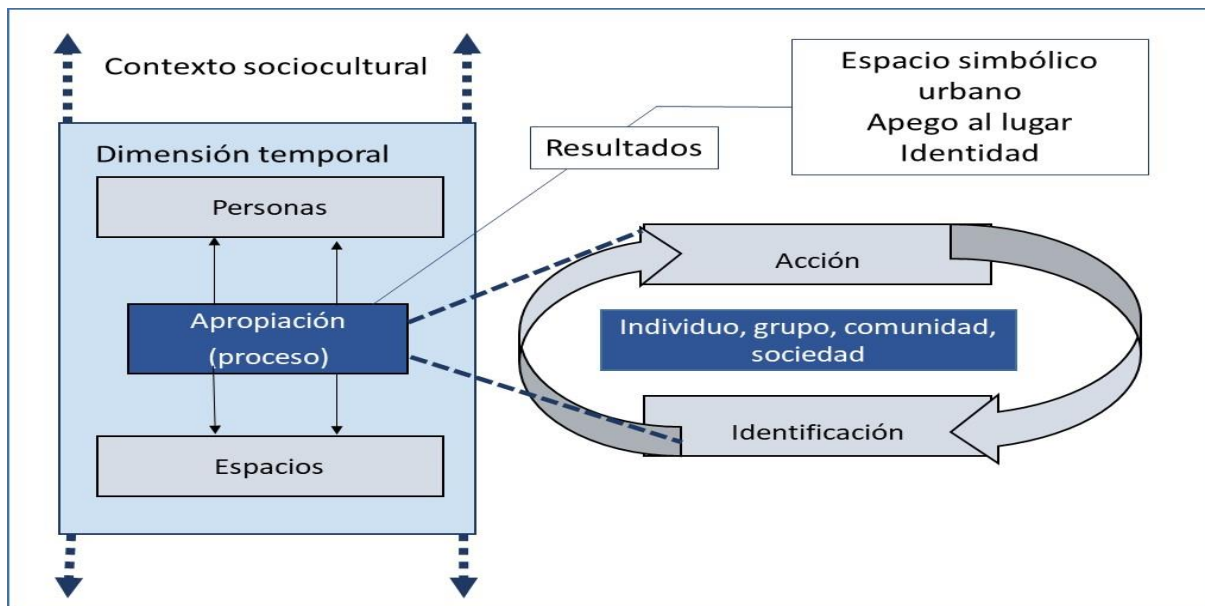 Contexto sociocultural
Dimensión temporal
Personas
Apropiación
(proceso)
Espacios
Resultados
Espacio simbólico
urbano
Apego al lugar
Identidad
Acción
Individuo, grupo, comunidad,
sociedad
Identificación